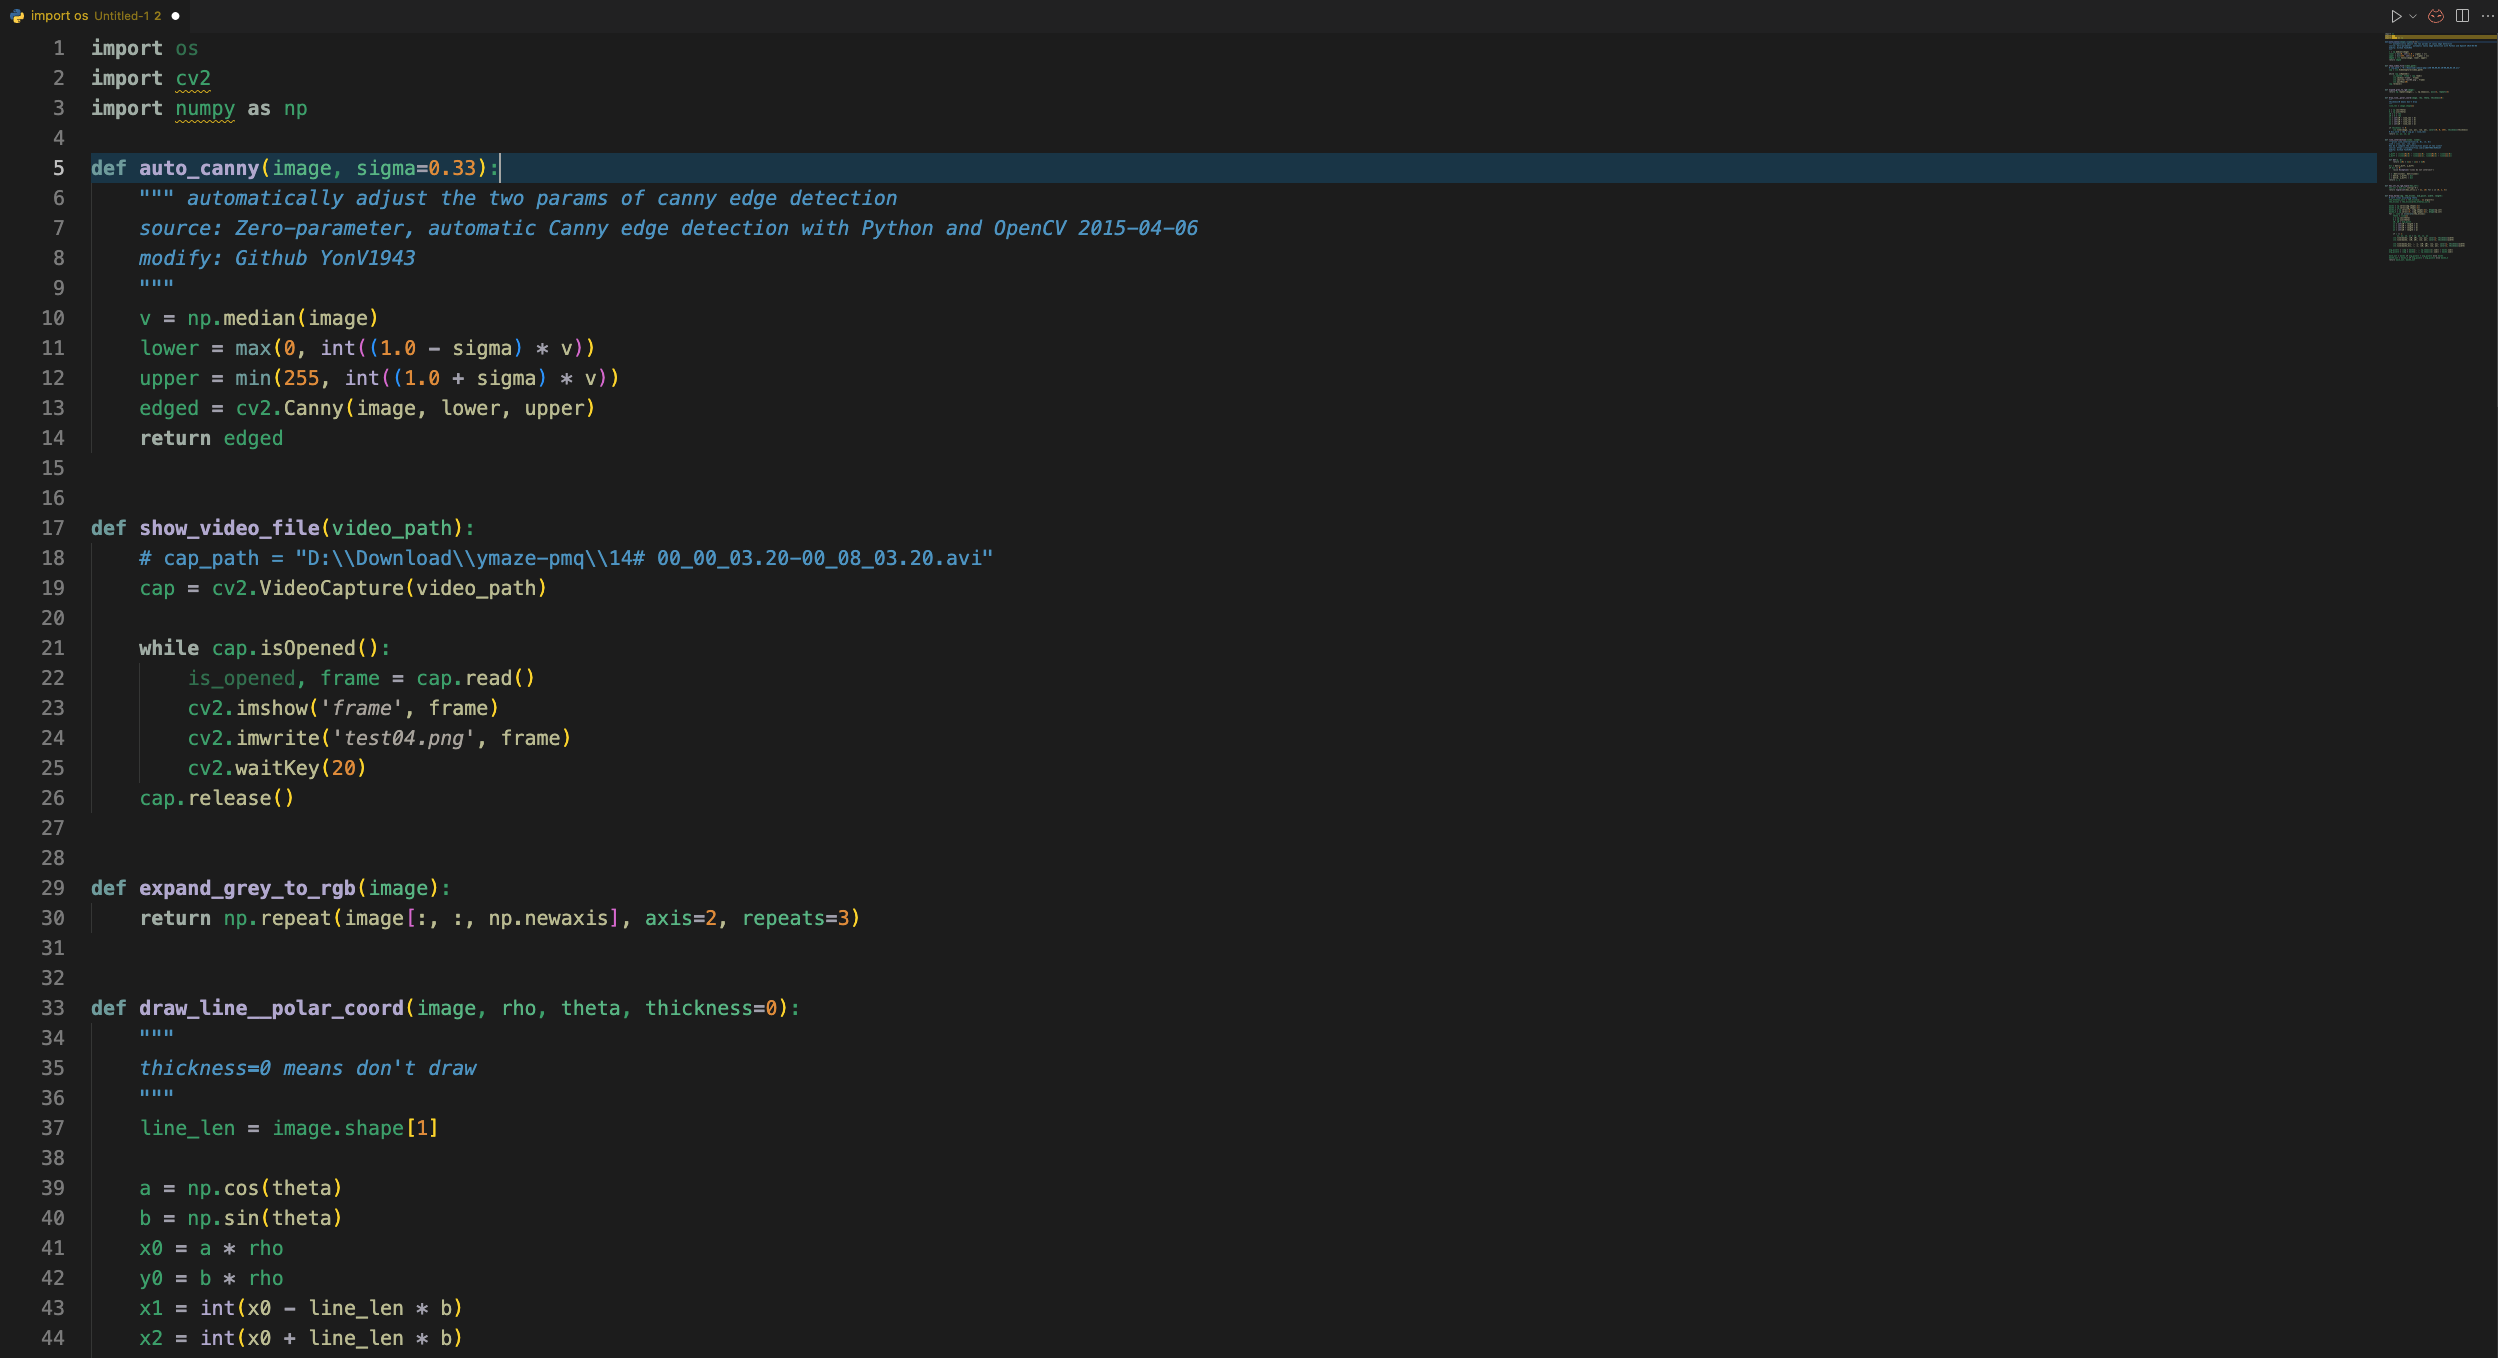 import os Untitled-1 2
1 import os
2 import cv2
3 import numpy as np
4
5 def auto_canny(image, sigma=0.33):
6     """ automatically adjust the two params of canny edge detection
7     source: Zero-parameter, automatic Canny edge detection with Python and OpenCV 2015-04-06
8     modify: Github YonV1943
9     """
10     v = np.median(image)
11     lower = max(0, int((1.0 - sigma) * v))
12     upper = min(255, int((1.0 + sigma) * v))
13     edged = cv2.Canny(image, lower, upper)
14     return edged
15
16
17 def show_video_file(video_path):
18     # cap_path = "D:\\Download\\ymaze-pmq\\14# 00_00_03.20-00_08_03.20.avi"
19     cap = cv2.VideoCapture(video_path)
20
21     while cap.isOpened():
22         is_opened, frame = cap.read()
23         cv2.imshow('frame', frame)
24         cv2.imwrite('test04.png', frame)
25         cv2.waitKey(20)
26     cap.release()
27
28
29 def expand_grey_to_rgb(image):
30     return np.repeat(image[:, :, np.newaxis], axis=2, repeats=3)
31
32
33 def draw_line__polar_coord(image, rho, theta, thickness=0):
34     """
35     thickness=0 means don't draw
36     """
37     line_len = image.shape[1]
38
39     a = np.cos(theta)
40     b = np.sin(theta)
41     x0 = a * rho
42     y0 = b * rho
43     x1 = int(x0 - line_len * b)
44     x2 = int(x0 + line_len * b)